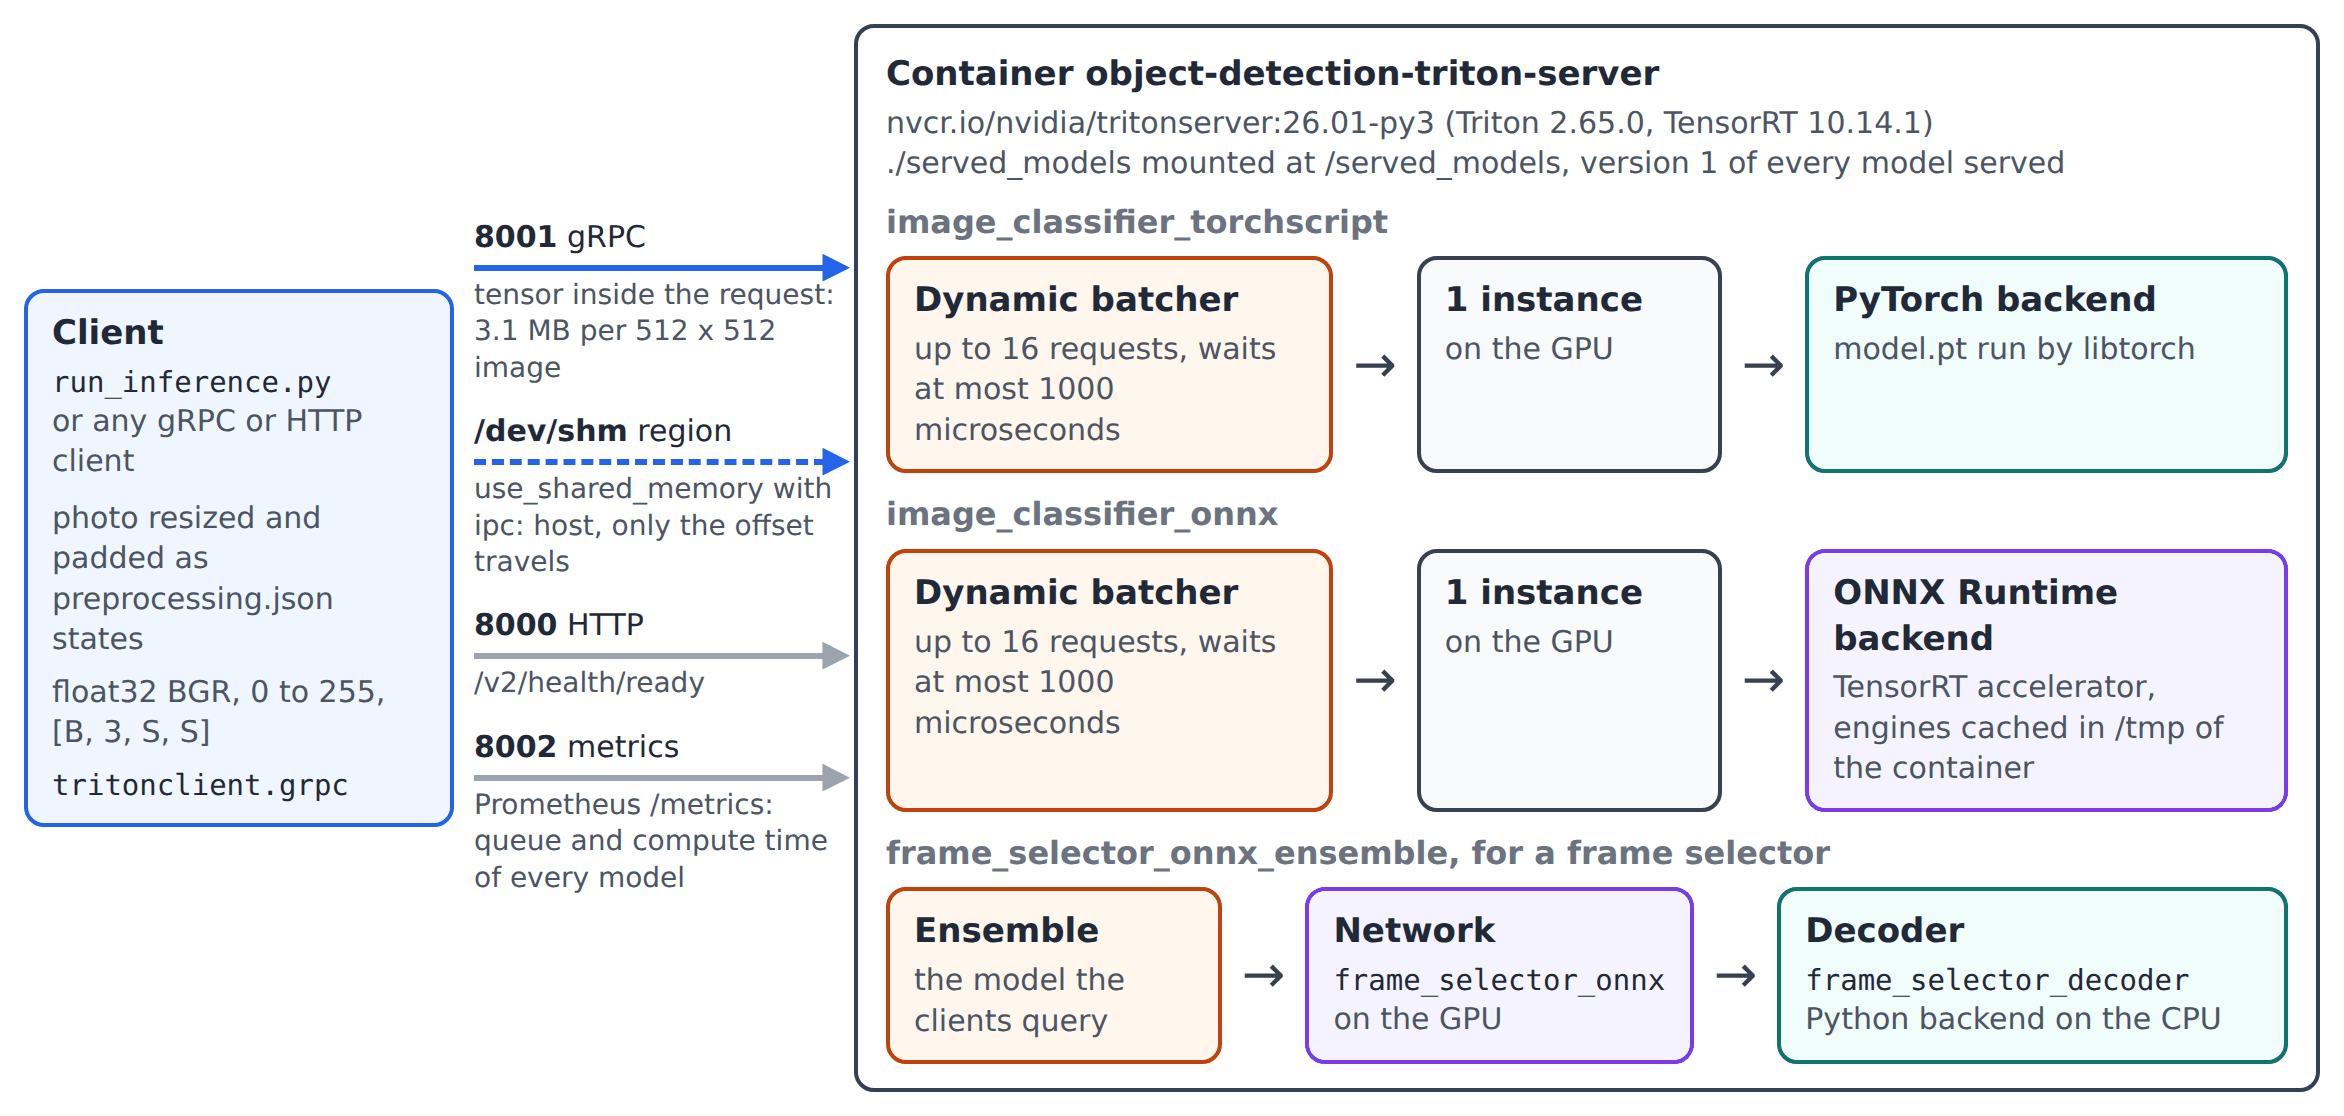 Client
run_inference.py
or any gRPC or HTTP
client
photo resized and
padded as
preprocessing.json
states
float32 BGR, 0 to 255,
[B, 3, S, S]
tritonclient.grpc
8001 gRPC
tensor inside the request:
3.1 MB per 512 x 512
image
/dev/shm region
use_shared_memory with
ipc: host, only the offset
travels
8000 HTTP
/v2/health/ready
8002 metrics
Prometheus /metrics:
queue and compute time
of every model
Container object-detection-triton-server
nvcr.io/nvidia/tritonserver:26.01-py3 (Triton 2.65.0, TensorRT 10.14.1)
./served_models mounted at /served_models, version 1 of every model served
image_classifier_torchscript
Dynamic batcher
up to 16 requests, waits
at most 1000
microseconds
→
1 instance
on the GPU
→
PyTorch backend
model.pt run by libtorch
image_classifier_onnx
Dynamic batcher
up to 16 requests, waits
at most 1000
microseconds
→
1 instance
on the GPU
→
ONNX Runtime
backend
TensorRT accelerator,
engines cached in /tmp of
the container
frame_selector_onnx_ensemble, for a frame selector
Ensemble
the model the
clients query
→
Network
frame_selector_onnx
on the GPU
→
Decoder
frame_selector_decoder
Python backend on the CPU